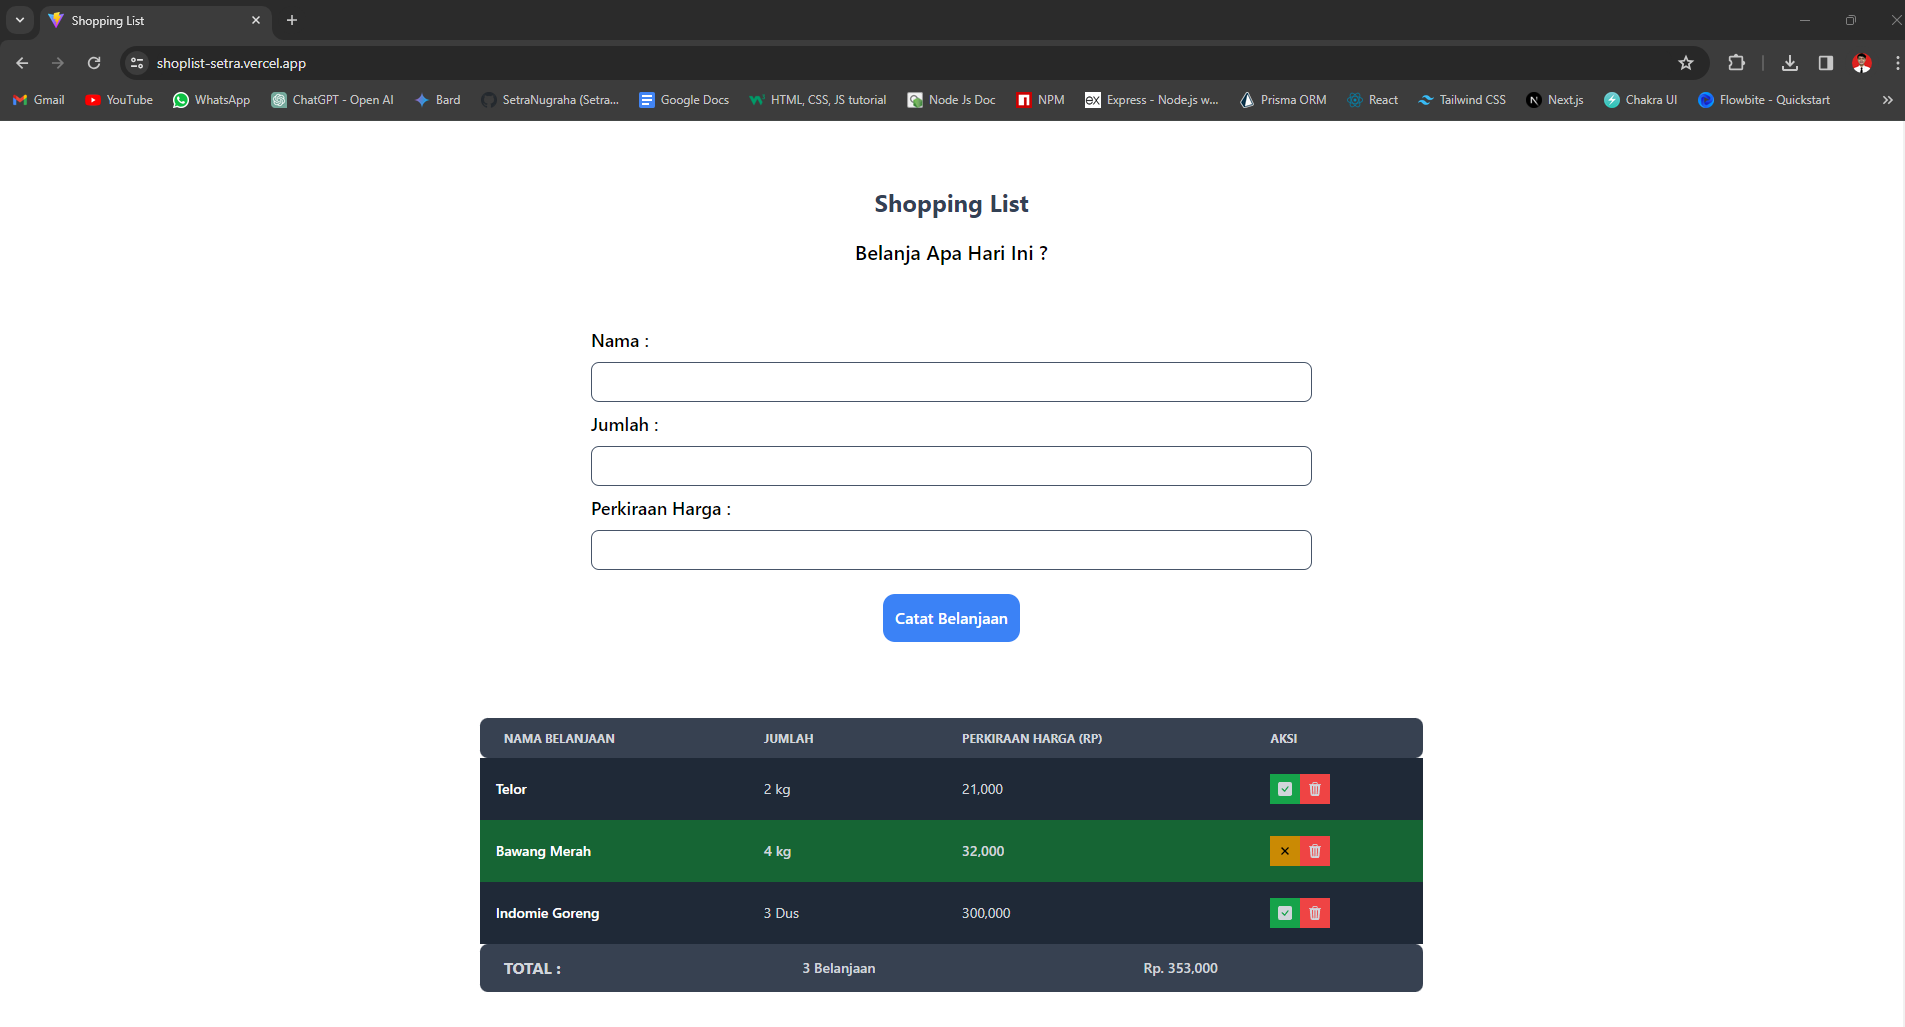 Shopping List
shoplist-setra.vercel.app
Gmail YouTube WhatsApp ChatGPT - Open AI Bard SetraNugraha (Setra... Google Docs HTML, CSS, JS tutorial Node Js Doc NPM ex Express - Node.js w... Prisma ORM React Tailwind CSS N Next.js Chakra UI Flowbite - Quickstart
Shopping List
Belanja Apa Hari Ini ?
Nama :
Jumlah :
Perkiraan Harga :
Catat Belanjaan
NAMA BELANJAAN JUMLAH PERKIRAAN HARGA (RP) AKSI
Telor 2 kg 21,000
Bawang Merah 4 kg 32,000
Indomie Goreng 3 Dus 300,000
TOTAL : 3 Belanjaan Rp. 353,000